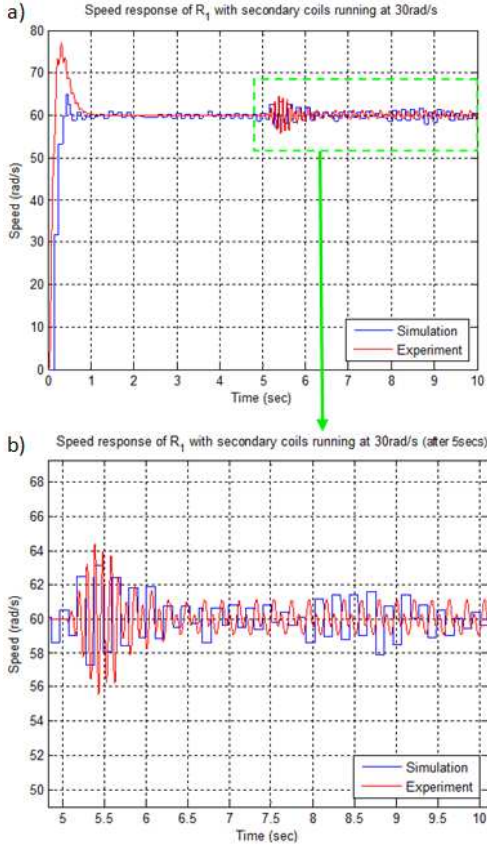 a)
Speed response of R1 with secondary coils running at 30rad/s
80
70
60
50
40
30
20
10
0
Speed (rad/s)
0 1 2 3 4 5 6 7 8 9 10
Time (sec)
Simulation
Experiment
b)
Speed response of R1 with secondary coils running at 30rad/s (after 5secs)
68
66
64
62
60
58
56
54
52
50
Speed (rad/s)
5 5.5 6 6.5 7 7.5 8 8.5 9 9.5 10
Time (sec)
Simulation
Experiment